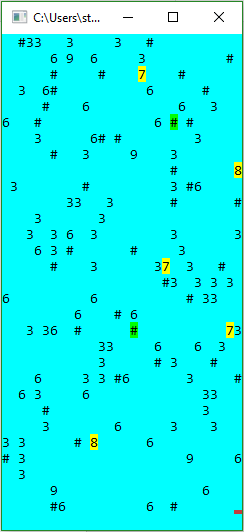 C:\Users\st...
  #33   3     3   #
      6 9  6     3          #
      #     #    7    #
  3  6#           6      #
     #    6           6   3
6   #              6 # #
    3      6# #         3
      #   3     9    3
                     #       8
 3        #          3 #6
        33   3       #       #
    3       3
   3  3 6  3         3       3
    6 3 #       #     3
      #    3       37  3   #
                    #3  3 3 3
6          6           # 33
         6    # 6
   3 36  #      #           73
            33     6    6  3
            3      # 3    #
    6     3 3 #6       3     #
  6 3     6              33
     #                   3
     3        6      3    3
3 3      # 8      6
# 3                    9     6
  3
      9                  6
      #6          6  #